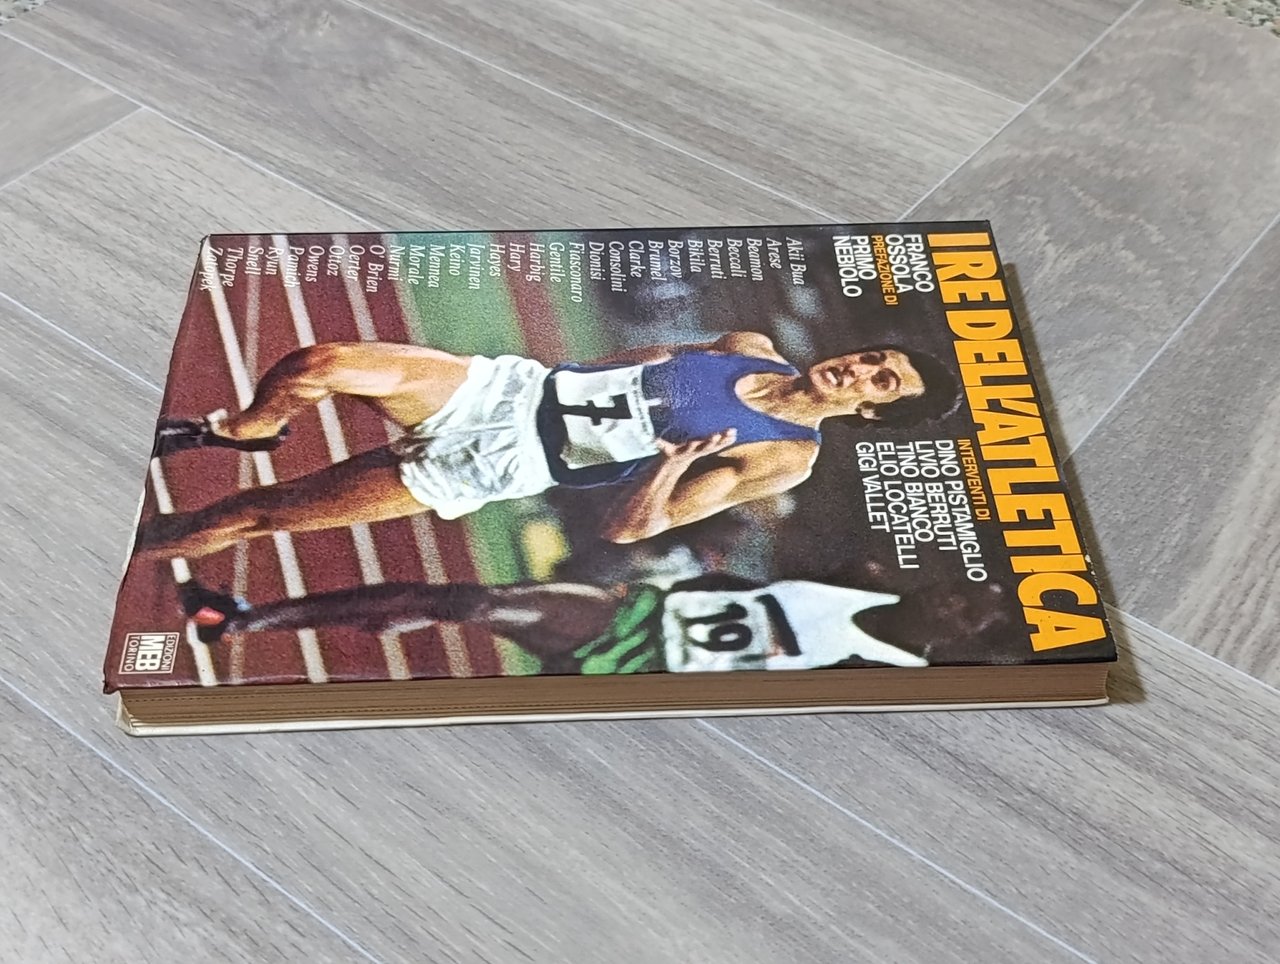 I RE DELL'ATLETICA
FRANCO
OSSOLA
PREFAZIONE DI
PRIMO
NEBIOLO
INTERVENTI DI
DINO PISTAMIGLIO
LIVIO BERRUTI
TINO BIANCO
ELIO LOCATELLI
GIGI VALLET
Akii Bua
Arese
Beamon
Beccali
Berruti
Bikila
Borzov
Brumel
Clarke
Consolini
Dionisi
Fiasconaro
Gentile
Harbig
Hary
Hayes
Jarvinen
Keino
Mennea
Morale
Nurmi
O'Brien
Oerter
Ottoz
Owens
Pamich
Ryun
Snell
Thorpe
Zatopek
7
19
EDIZIONI
MEB
TORINO